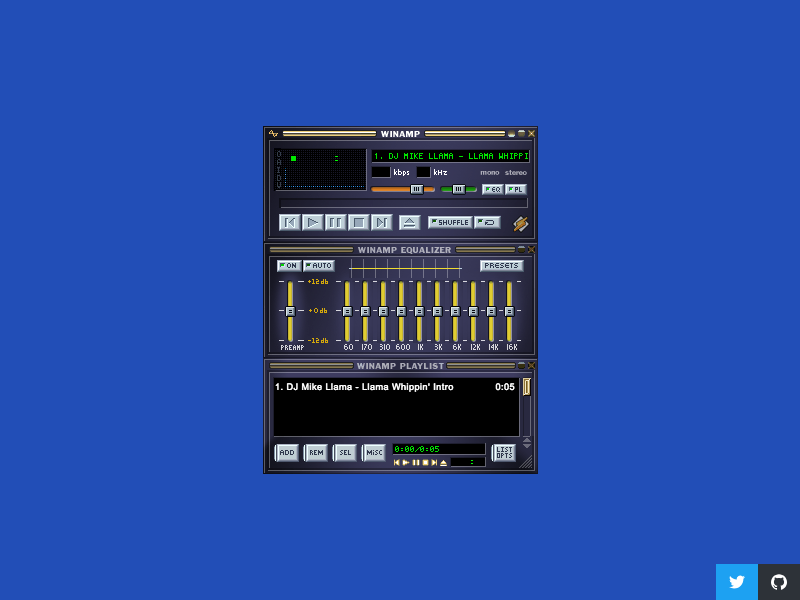 WINAMP
O A I D V
1. DJ MIKE LLAMA - LLAMA WHIPPI
kbps kHz mono stereo
EQ PL
SHUFFLE
WINAMP EQUALIZER
ON AUTO PRESETS
+12 db
+0 db
-12 db
PREAMP 60 170 310 600 1K 3K 6K 12K 14K 16K
WINAMP PLAYLIST
1. DJ Mike Llama - Llama Whippin' Intro 0:05
ADD REM SEL MISC 0:00/0:05 LIST OPTS
: